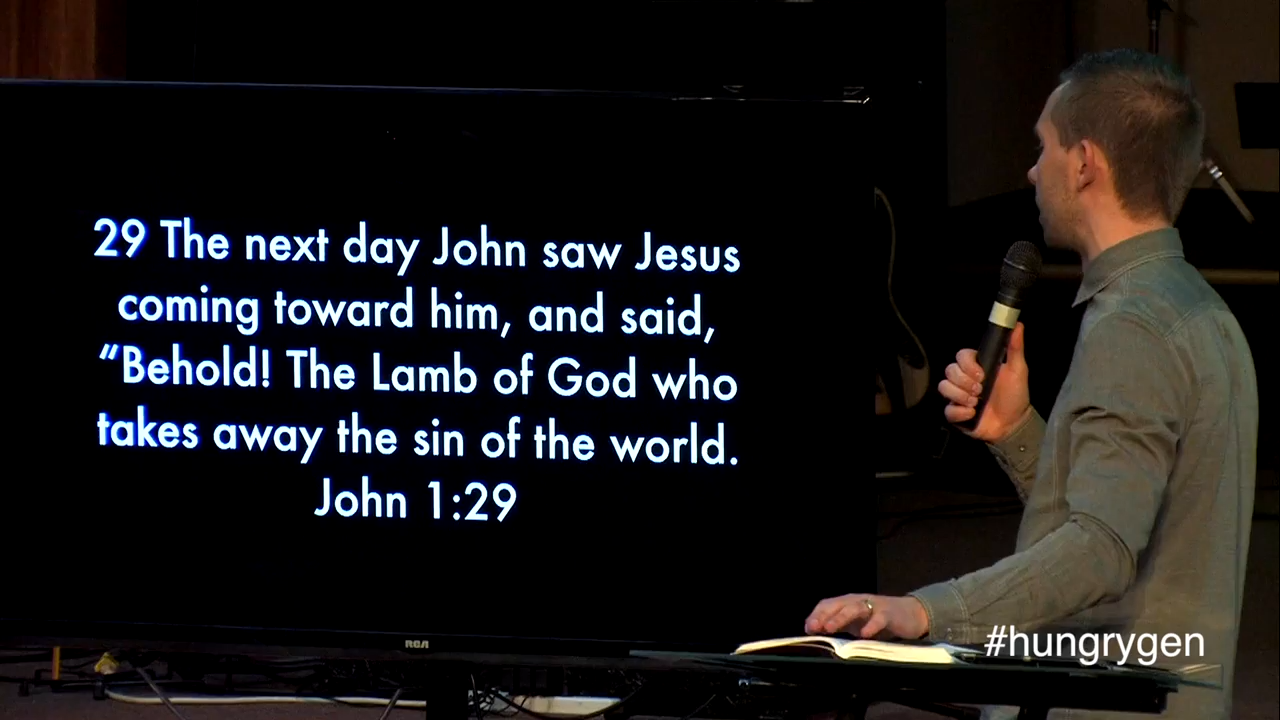 29 The next day John saw Jesus
coming toward him, and said,
“Behold! The Lamb of God who
takes away the sin of the world.
John 1:29
RCA
#hungrygen